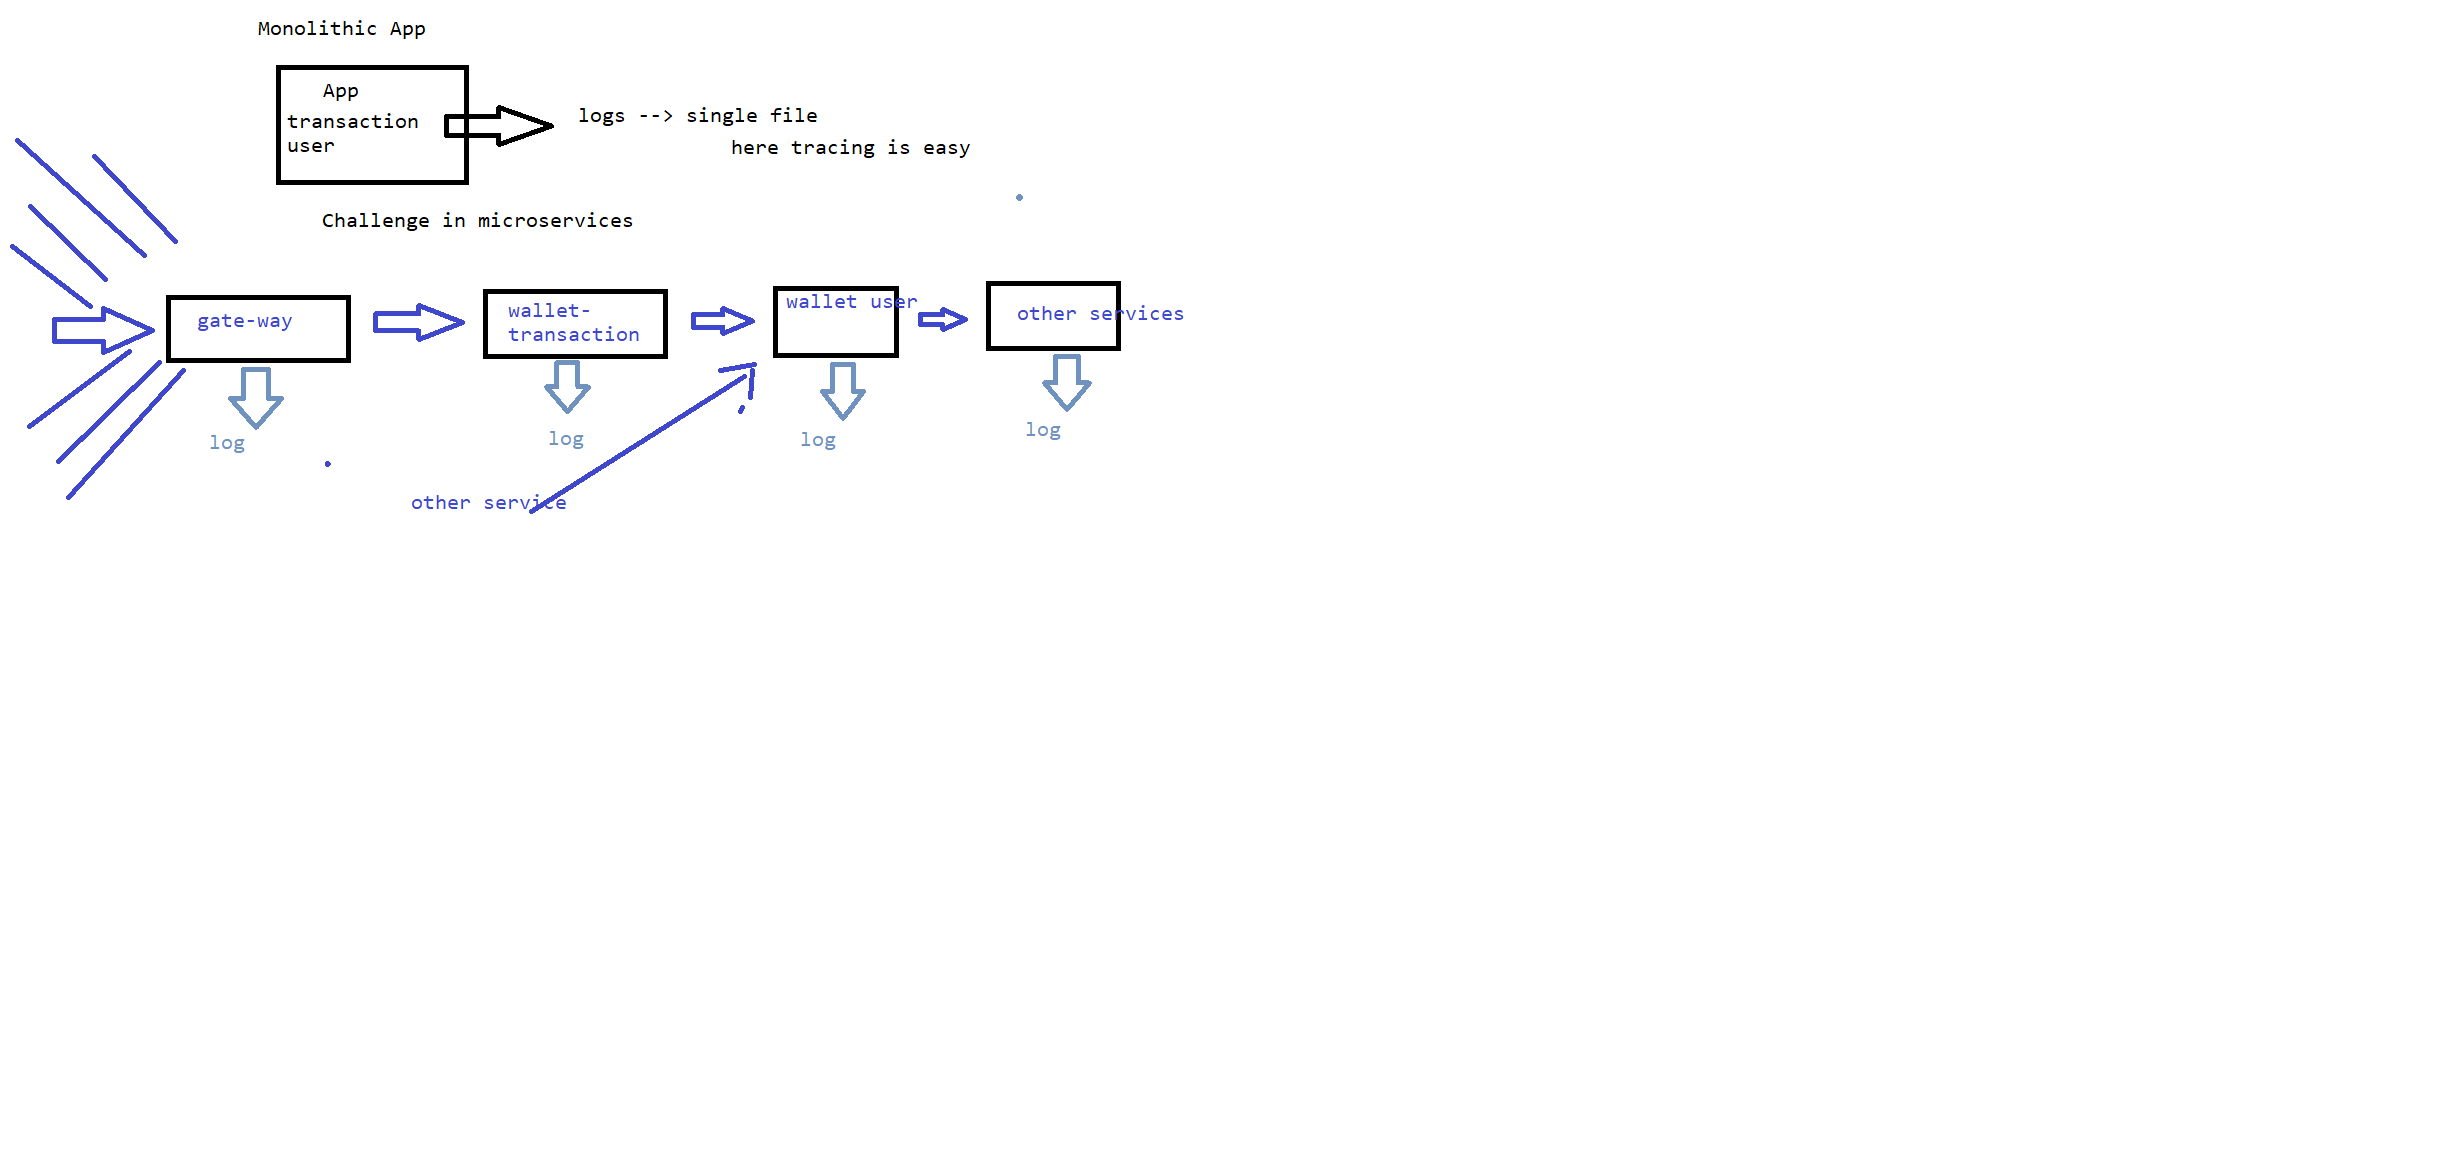 Monolithic App
App
transaction
user
logs --> single file
here tracing is easy
Challenge in microservices
gate-way
wallet-
transaction
wallet user
other services
log
log
log
log
other service